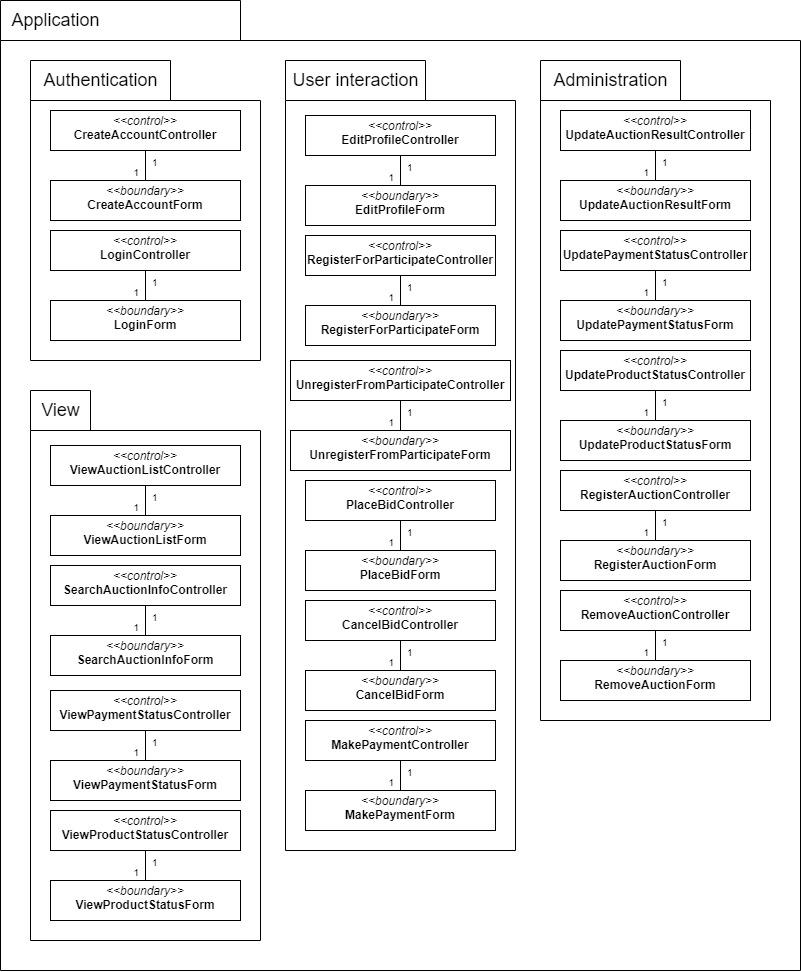 Application
Authentication
<<control>>
CreateAccountController
1
1
<<boundary>>
CreateAccountForm
<<control>>
LoginController
1
1
<<boundary>>
LoginForm
View
<<control>>
ViewAuctionListController
1
1
<<boundary>>
ViewAuctionListForm
<<control>>
SearchAuctionInfoController
1
1
<<boundary>>
SearchAuctionInfoForm
<<control>>
ViewPaymentStatusController
1
1
<<boundary>>
ViewPaymentStatusForm
<<control>>
ViewProductStatusController
1
1
<<boundary>>
ViewProductStatusForm
User interaction
<<control>>
EditProfileController
1
1
<<boundary>>
EditProfileForm
<<control>>
RegisterForParticipateController
1
1
<<boundary>>
RegisterForParticipateForm
<<control>>
UnregisterFromParticipateController
1
1
<<boundary>>
UnregisterFromParticipateForm
<<control>>
PlaceBidController
1
1
<<boundary>>
PlaceBidForm
<<control>>
CancelBidController
1
1
<<boundary>>
CancelBidForm
<<control>>
MakePaymentController
1
1
<<boundary>>
MakePaymentForm
Administration
<<control>>
UpdateAuctionResultController
1
1
<<boundary>>
UpdateAuctionResultForm
<<control>>
UpdatePaymentStatusController
1
1
<<boundary>>
UpdatePaymentStatusForm
<<control>>
UpdateProductStatusController
1
1
<<boundary>>
UpdateProductStatusForm
<<control>>
RegisterAuctionController
1
1
<<boundary>>
RegisterAuctionForm
<<control>>
RemoveAuctionController
1
1
<<boundary>>
RemoveAuctionForm